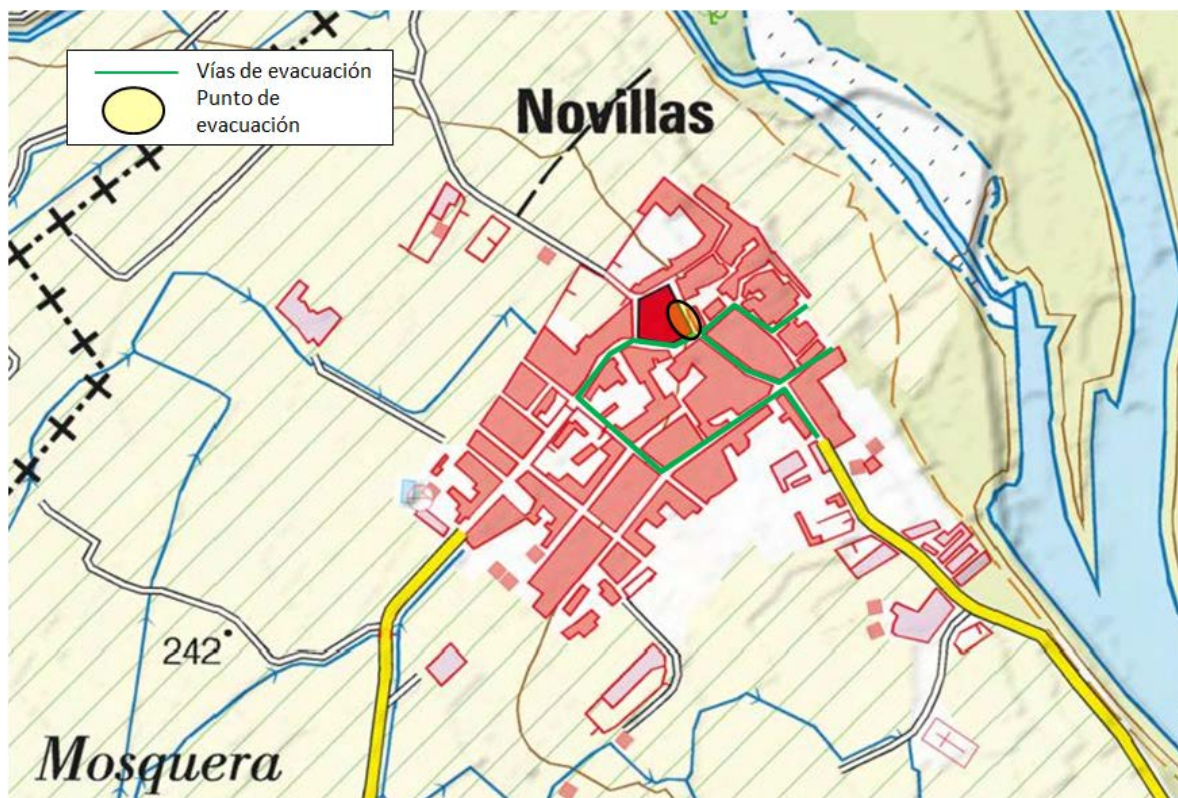 Vías de evacuación
Punto de
evacuación
Novillas
242
Mosquera